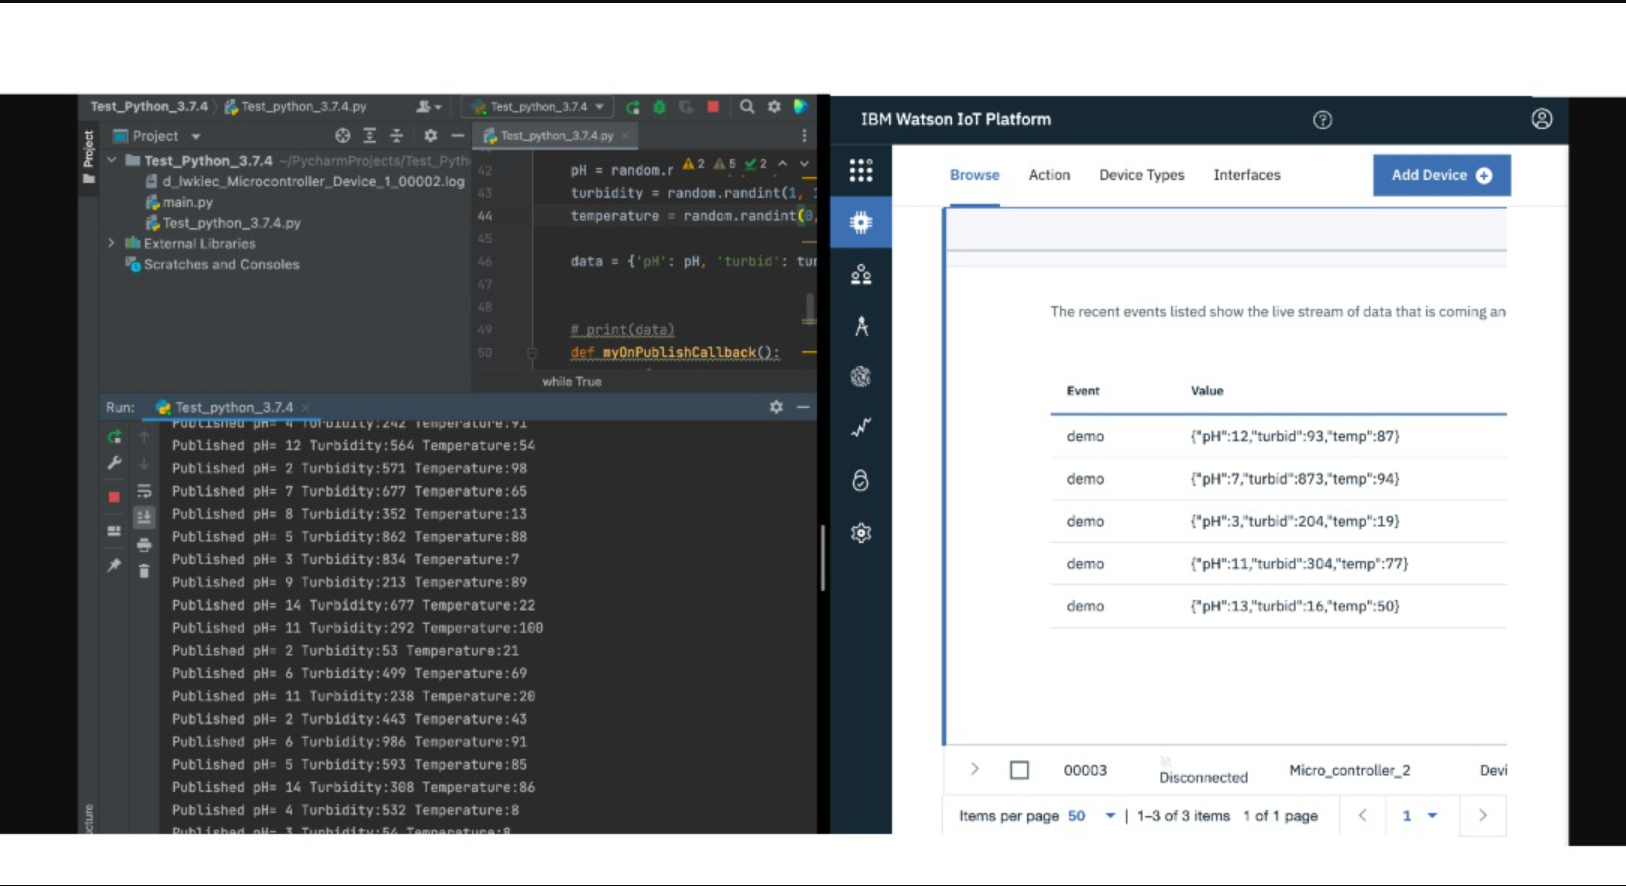 Test_Python_3.7.4 Test_python_3.7.4.py
Test_python_3.7.4
Project
Project
Test_python_3.7.4.py
Test_Python_3.7.4 ~/PycharmProjects/Test_Pyth
d_lwkiec_Microcontroller_Device_1_00002.log
main.py
Test_python_3.7.4.py
External Libraries
Scratches and Consoles
2 5 2
42 pH = random.r
43 turbidity = random.randint(1,
44 temperature = random.randint(0,
45
46 data = {'pH': pH, 'turbid': tur
47
48
49 # print(data)
50 def myOnPublishCallback():
while True
Run: Test_python_3.7.4
Published pH= 4 Turbidity:242 Temperature:91
Published pH= 12 Turbidity:564 Temperature:54
Published pH= 2 Turbidity:571 Temperature:98
Published pH= 7 Turbidity:677 Temperature:65
Published pH= 8 Turbidity:352 Temperature:13
Published pH= 5 Turbidity:862 Temperature:88
Published pH= 3 Turbidity:834 Temperature:7
Published pH= 9 Turbidity:213 Temperature:89
Published pH= 14 Turbidity:677 Temperature:22
Published pH= 11 Turbidity:292 Temperature:100
Published pH= 2 Turbidity:53 Temperature:21
Published pH= 6 Turbidity:499 Temperature:69
Published pH= 11 Turbidity:238 Temperature:20
Published pH= 2 Turbidity:443 Temperature:43
Published pH= 6 Turbidity:986 Temperature:91
Published pH= 5 Turbidity:593 Temperature:85
Published pH= 14 Turbidity:308 Temperature:86
Published pH= 4 Turbidity:532 Temperature:8
Published pH= 3 Turbidity:54 Temperature:8
cture
IBM Watson IoT Platform
Browse Action Device Types Interfaces Add Device
The recent events listed show the live stream of data that is coming an
Event Value
demo {"pH":12,"turbid":93,"temp":87}
demo {"pH":7,"turbid":873,"temp":94}
demo {"pH":3,"turbid":204,"temp":19}
demo {"pH":11,"turbid":304,"temp":77}
demo {"pH":13,"turbid":16,"temp":50}
00003 Disconnected Micro_controller_2 Devi
Items per page 50 | 1–3 of 3 items 1 of 1 page 1